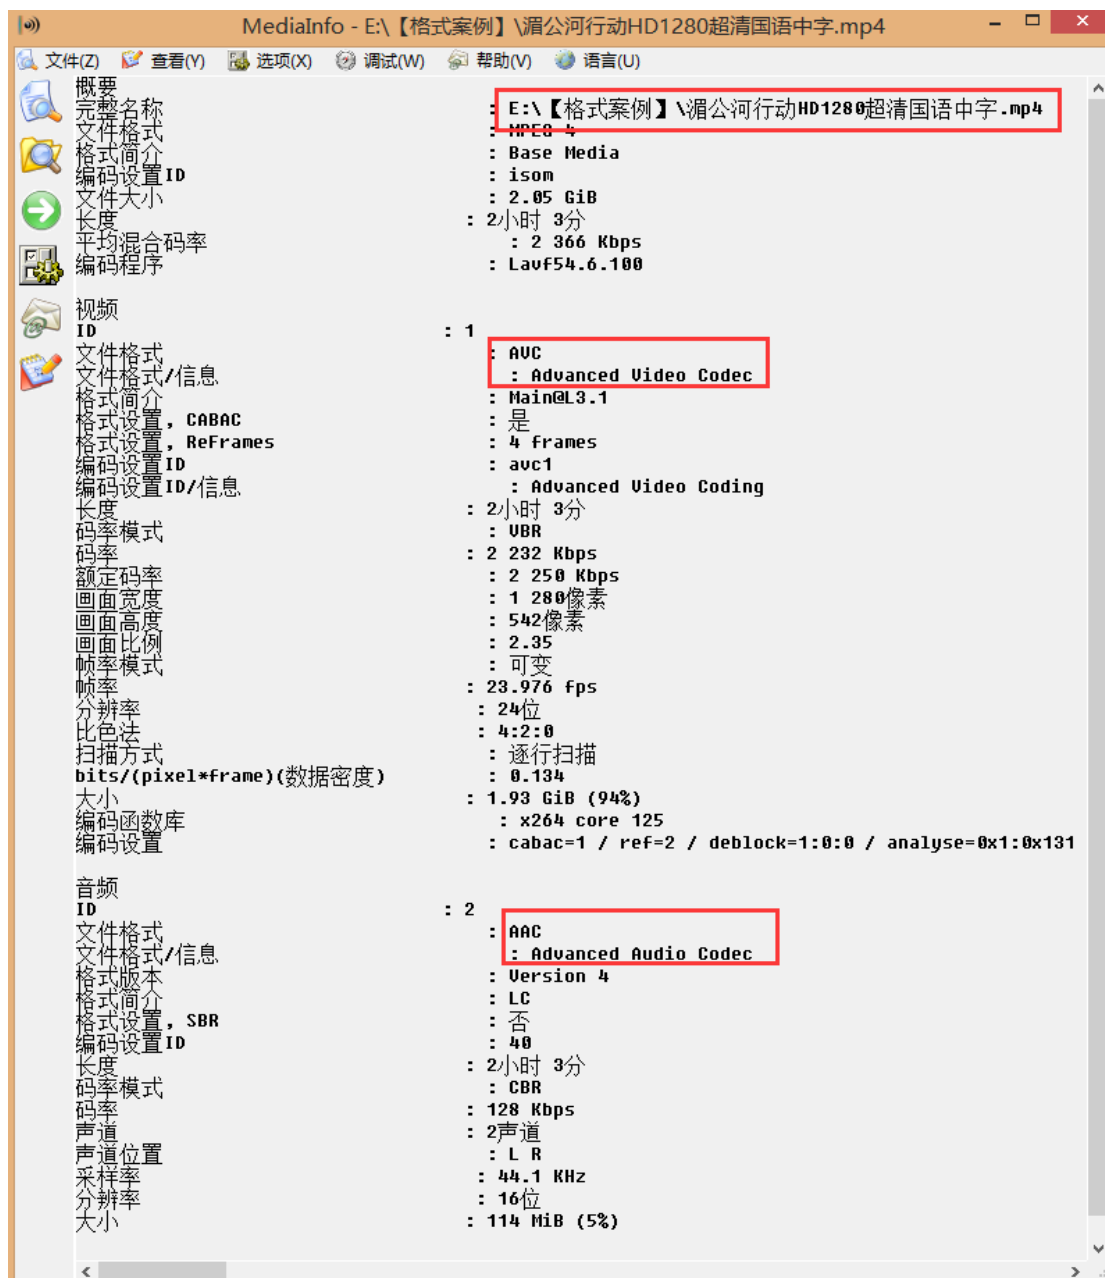 MediaInfo - E:\【格式案例】\湄公河行动HD1280超清国语中字.mp4
文件(Z) 查看(Y) 选项(X) 调试(W) 帮助(V) 语言(U)
概要
完整名称 : E:\【格式案例】\湄公河行动HD1280超清国语中字.mp4
文件格式 : MPEG-4
格式简介 : Base Media
编码设置ID : isom
文件大小 : 2.05 GiB
长度 : 2小时 3分
平均混合码率 : 2 366 Kbps
编码程序 : Lavf54.6.100
视频
ID : 1
文件格式 : AVC
文件格式/信息 : Advanced Video Codec
格式简介 : Main@L3.1
格式设置, CABAC : 是
格式设置, ReFrames : 4 frames
编码设置ID : avc1
编码设置ID/信息 : Advanced Video Coding
长度 : 2小时 3分
码率模式 : VBR
码率 : 2 232 Kbps
额定码率 : 2 250 Kbps
画面宽度 : 1 280像素
画面高度 : 542像素
画面比例 : 2.35
帧率模式 : 可变
帧率 : 23.976 fps
分辨率 : 24位
比色法 : 4:2:0
扫描方式 : 逐行扫描
bits/(pixel*frame)(数据密度) : 0.134
大小 : 1.93 GiB (94%)
编码函数库 : x264 core 125
编码设置 : cabac=1 / ref=2 / deblock=1:0:0 / analyse=0x1:0x131
音频
ID : 2
文件格式 : AAC
文件格式/信息 : Advanced Audio Codec
格式版本 : Version 4
格式简介 : LC
格式设置, SBR : 否
编码设置ID : 40
长度 : 2小时 3分
码率模式 : CBR
码率 : 128 Kbps
声道 : 2声道
声道位置 : L R
采样率 : 44.1 KHz
分辨率 : 16位
大小 : 114 MiB (5%)